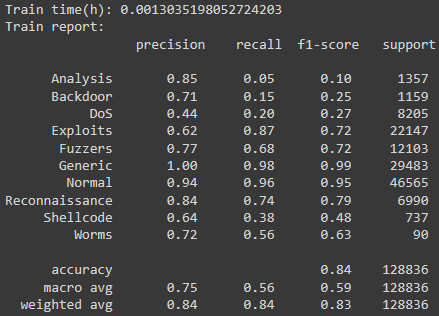 Train time(h): 0.0013035198052724203
Train report:
precision recall f1-score support
Analysis 0.85 0.05 0.10 1357
Backdoor 0.71 0.15 0.25 1159
DoS 0.44 0.20 0.27 8205
Exploits 0.62 0.87 0.72 22147
Fuzzers 0.77 0.68 0.72 12103
Generic 1.00 0.98 0.99 29483
Normal 0.94 0.96 0.95 46565
Reconnaissance 0.84 0.74 0.79 6990
Shellcode 0.64 0.38 0.48 737
Worms 0.72 0.56 0.63 90
accuracy 0.84 128836
macro avg 0.75 0.56 0.59 128836
weighted avg 0.84 0.84 0.83 128836